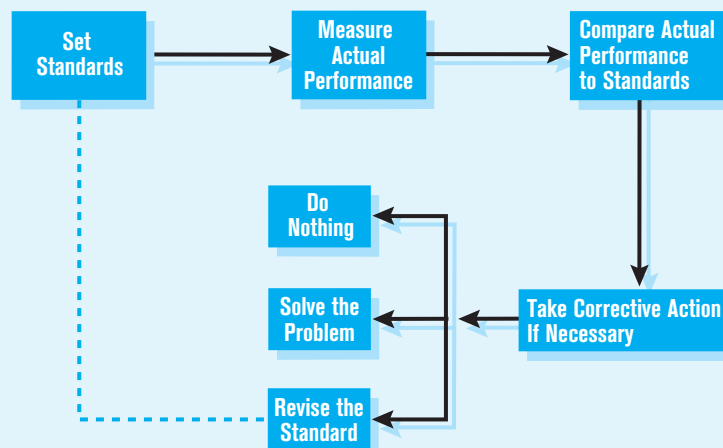 Set
Standards
Measure
Actual
Performance
Compare Actual
Performance
to Standards
Do
Nothing
Solve the
Problem
Take Corrective Action
If Necessary
Revise the
Standard